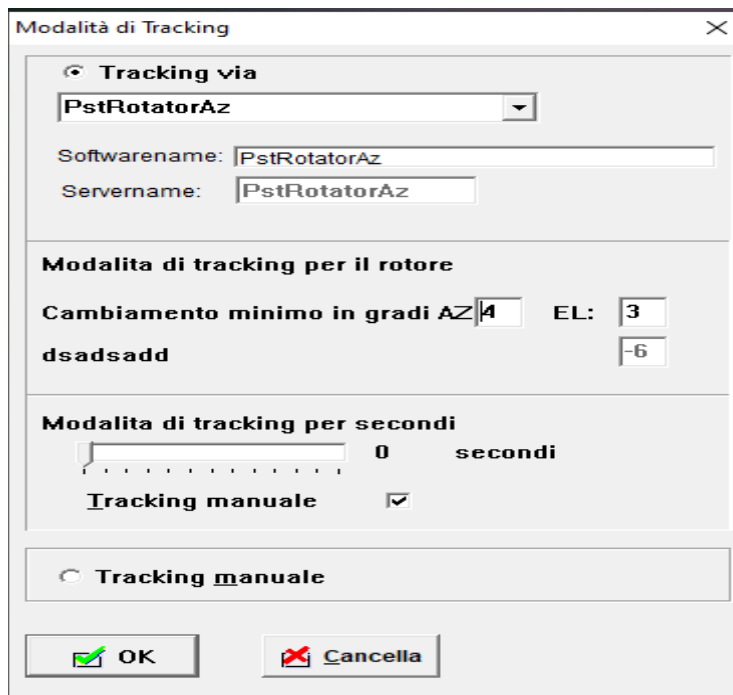 Modalità di Tracking
Tracking via
PstRotatorAz
Softwarename: PstRotatorAz
Servername: PstRotatorAz
Modalita di tracking per il rotore
Cambiamento minimo in gradi AZ 4 EL: 3
dsadsadd -6
Modalita di tracking per secondi
0 secondi
Tracking manuale
Tracking manuale
OK Cancella